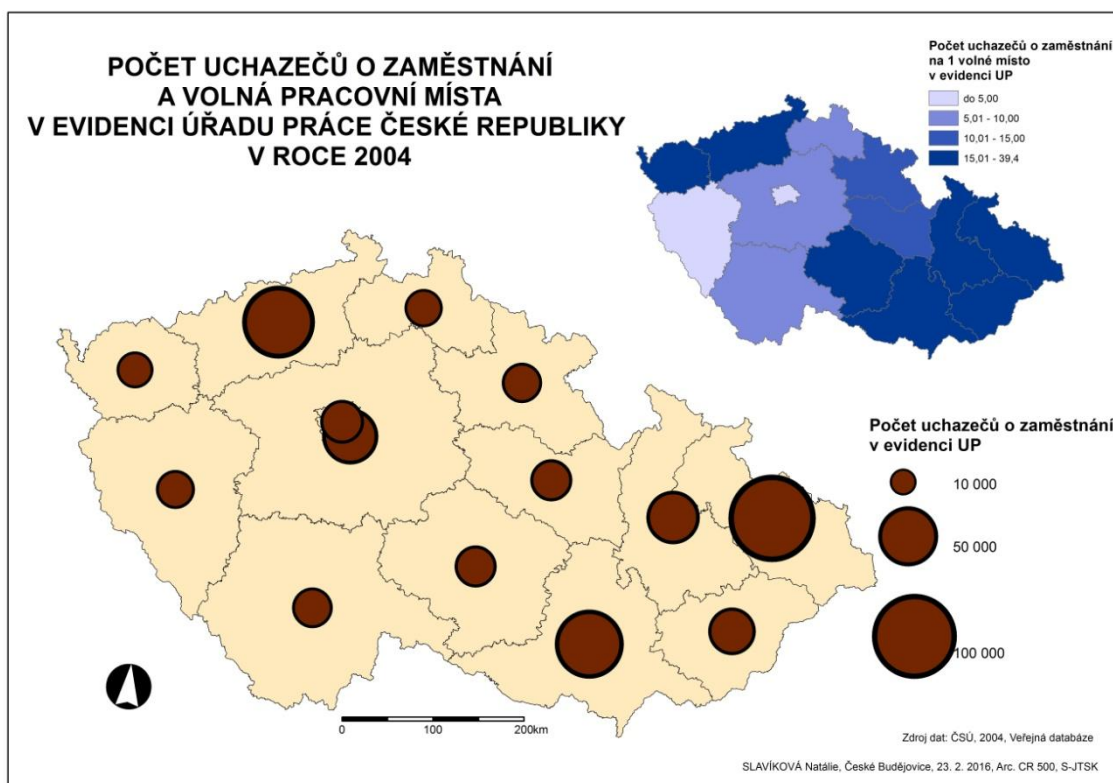 POČET UCHAZEČŮ O ZAMĚSTNÁNÍ
A VOLNÁ PRACOVNÍ MÍSTA
V EVIDENCI ÚŘADU PRÁCE ČESKÉ REPUBLIKY
V ROCE 2004
Počet uchazečů o zaměstnání
na 1 volné místo
v evidenci UP
do 5,00
5,01 - 10,00
10,01 - 15,00
15,01 - 39,4
Počet uchazečů o zaměstnání
v evidenci UP
10 000
50 000
100 000
0 100 200km
Zdroj dat: ČSÚ, 2004, Veřejná databáze
SLAVÍKOVÁ Natálie, České Budějovice, 23. 2. 2016, Arc. CR 500, S-JTSK